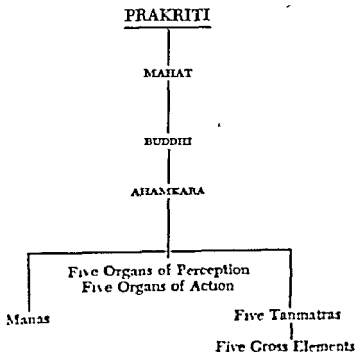 PRAKRITI
MAHAT
BUDDHI
AHAMKARA
Five Organs of Perception
Five Organs of Action
Manas
Five Tanmatras
Five Gross Elements